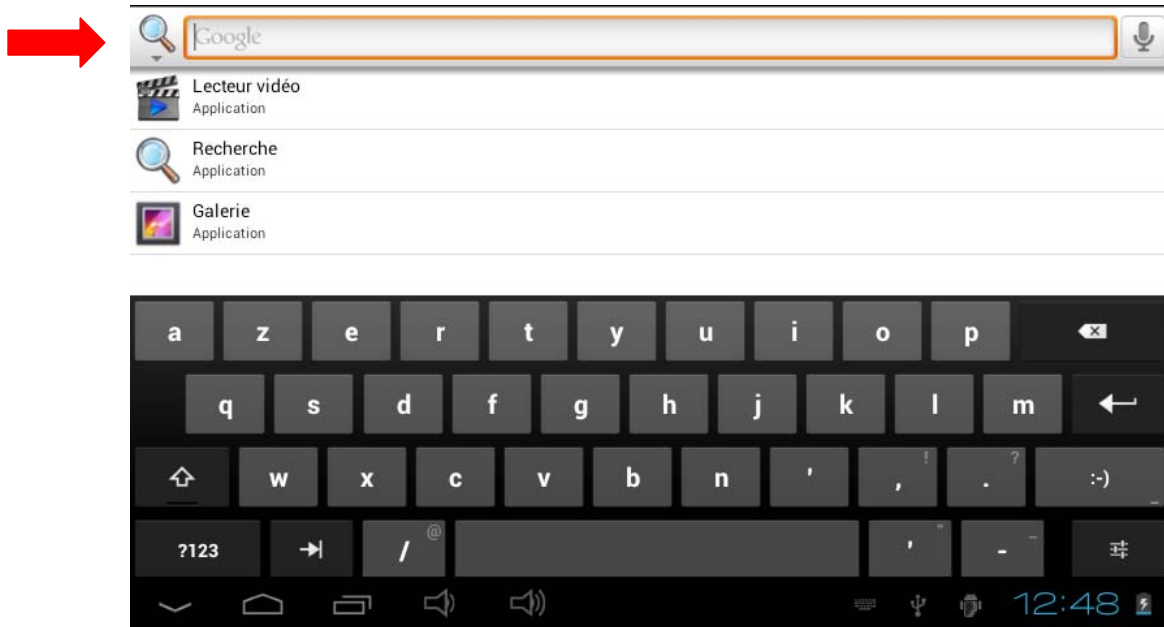 Google
Lecteur vidéo
Application
Recherche
Application
Galerie
Application
a z e r t y u i o p
q s d f g h j k l m
! ?
w x c v b n ' , . :-) ...
@ " _
?123 / ' -
12:48